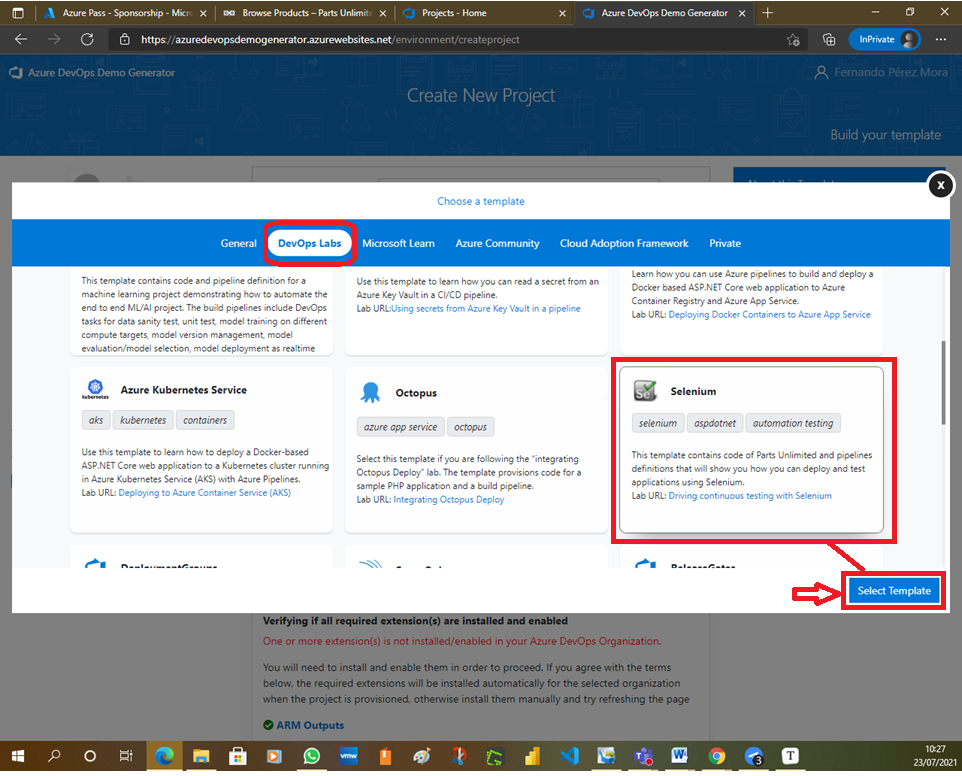 Azure Pass - Sponsorship - Micro
Browse Products – Parts Unlimite
Projects - Home
Azure DevOps Demo Generator
https://azuredevopsdemogenerator.azurewebsites.net/environment/createproject
InPrivate
Azure DevOps Demo Generator
Fernando Pérez Mora
Create New Project
Build your template
X
Choose a template
General
DevOps Labs
Microsoft Learn
Azure Community
Cloud Adoption Framework
Private
This template contains code and pipeline definition for a
machine learning project demonstrating how to automate the
end to end ML/AI project. The build pipelines include DevOps
tasks for data sanity test, unit test, model training on different
compute targets, model version management, model
evaluation/model selection, model deployment as realtime
Use this template to learn how you can read a secret from an
Azure Key Vault in a CI/CD pipeline.
Lab URL:Using secrets from Azure Key Vault in a pipeline
Learn how you can use Azure pipelines to build and deploy a
Docker based ASP.NET Core web application to Azure
Container Registry and Azure App Service.
Lab URL: Deploying Docker Containers to Azure App Service
kubernetes
Azure Kubernetes Service
aks
kubernetes
containers
Use this template to learn how to deploy a Docker-based
ASP.NET Core web application to a Kubernetes cluster running
in Azure Kubernetes Service (AKS) with Azure Pipelines.
Lab URL: Deploying to Azure Container Service (AKS)
Octopus
azure app service
octopus
Select this template if you are following the "integrating
Octopus Deploy" lab. The template provisions code for a
sample PHP application and a build pipeline.
Lab URL: Integrating Octopus Deploy
Se
Selenium
selenium
aspdotnet
automation testing
This template contains code of Parts Unlimited and pipelines
definitions that will show you how you can deploy and test
applications using Selenium.
Lab URL: Driving continuous testing with Selenium
DeploymentGroups
ReleaseGates
Select Template
Verifying if all required extension(s) are installed and enabled
One or more extension(s) is not installed/enabled in your Azure DevOps Organization.
You will need to install and enable them in order to proceed. If you agree with the terms
below, the required extensions will be installed automatically for the selected organization
when the project is provisioned, otherwise install them manually and try refreshing the page
ARM Outputs
vmw
3
T
10:27
23/07/2021